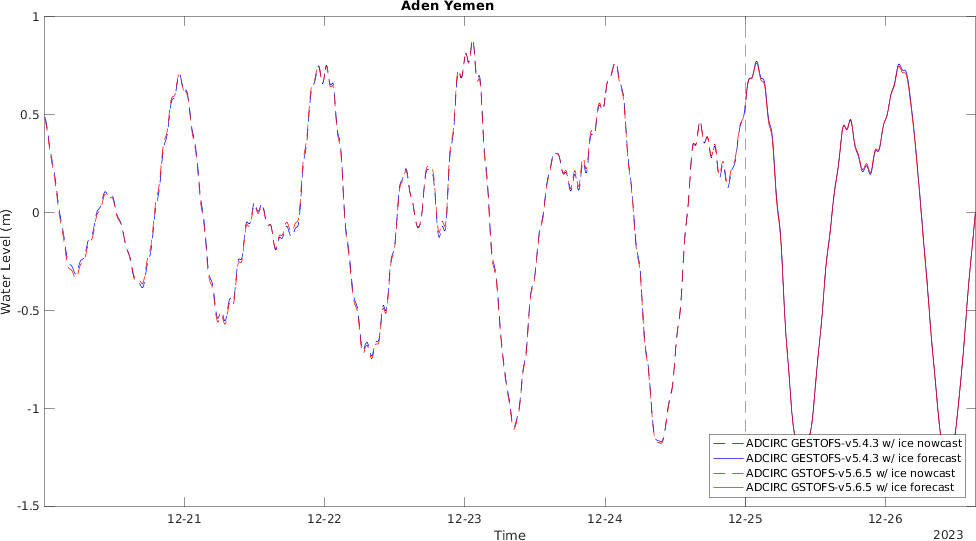 Aden Yemen
1
0.5
0
-0.5
-1
-1.5
Water Level (m)
ADCIRC GESTOFS-v5.4.3 w/ ice nowcast
ADCIRC GESTOFS-v5.4.3 w/ ice forecast
ADCIRC GSTOFS-v5.6.5 w/ ice nowcast
ADCIRC GSTOFS-v5.6.5 w/ ice forecast
12-21
12-22
12-23
12-24
12-25
12-26
Time
2023